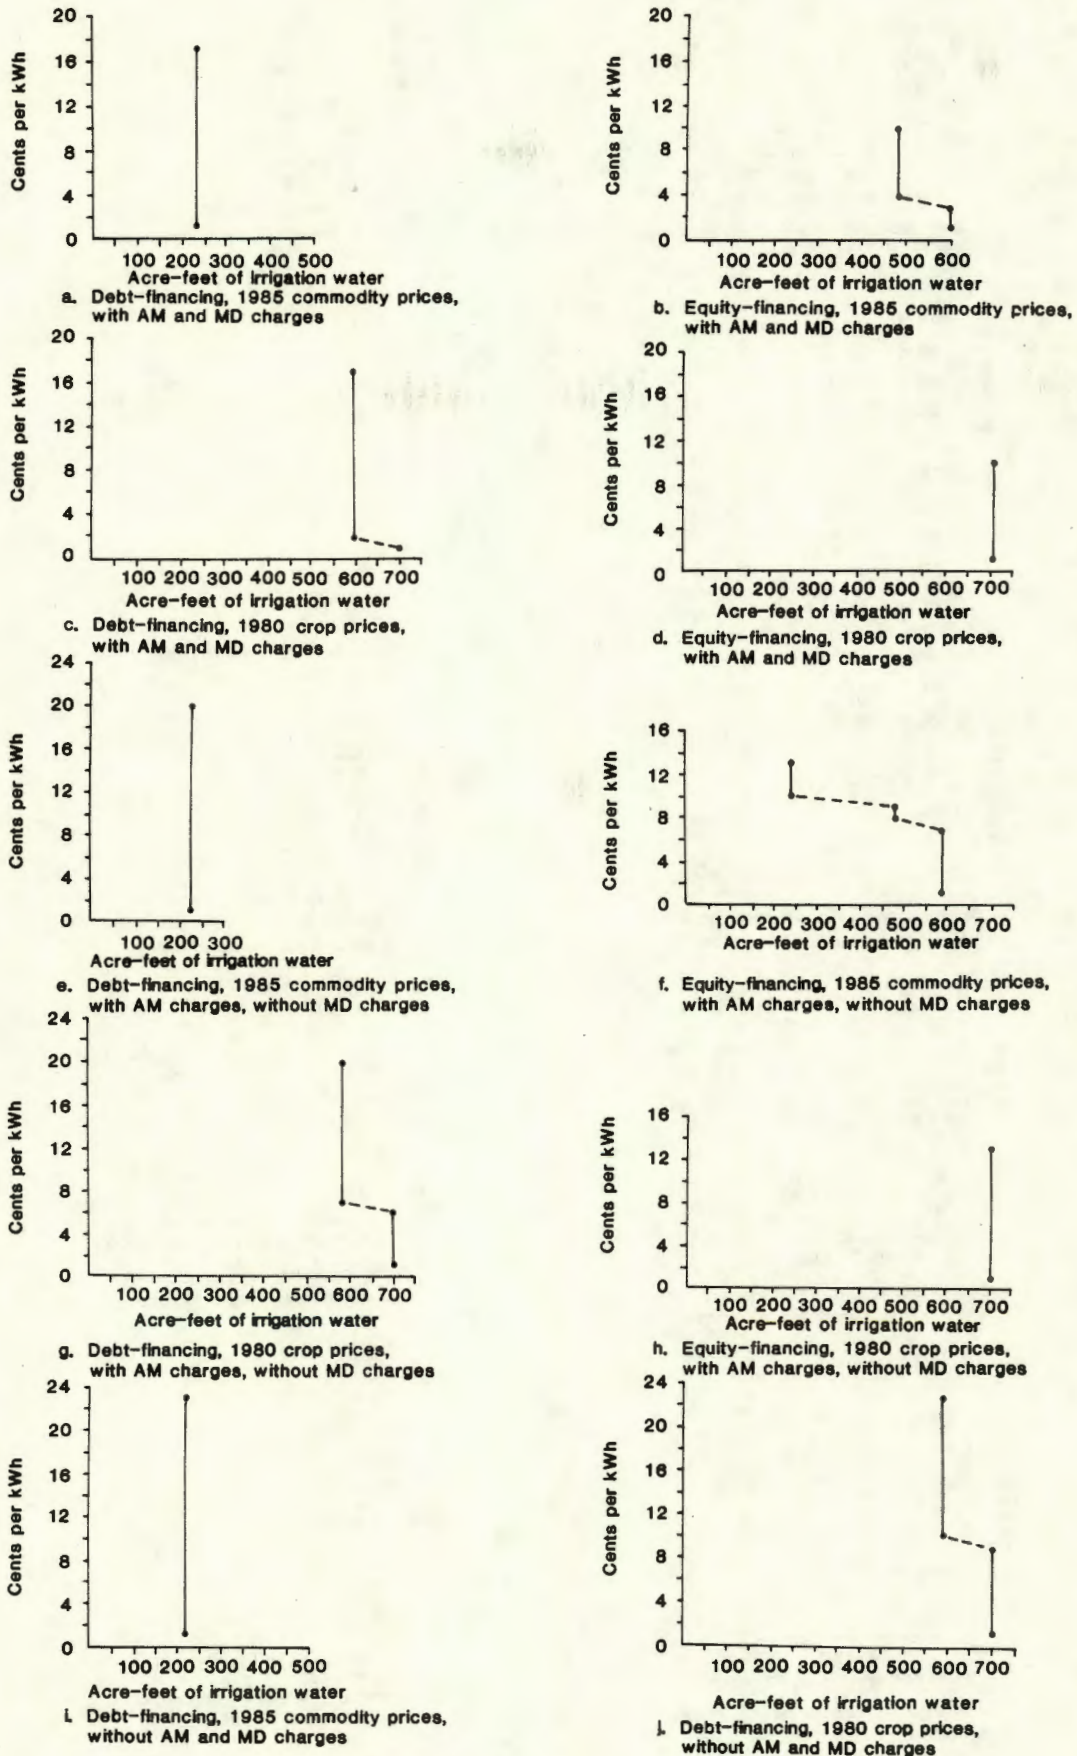 20
16
12
8
4
0
Cents per kWh
100 200 300 400 500
Acre-feet of irrigation water
a. Debt-financing, 1985 commodity prices,
with AM and MD charges
20
16
12
8
4
0
Cents per kWh
100 200 300 400 500 600
Acre-feet of irrigation water
b. Equity-financing, 1985 commodity prices,
with AM and MD charges
20
16
12
8
4
0
Cents per kWh
100 200 300 400 500 600 700
Acre-feet of irrigation water
c. Debt-financing, 1980 crop prices,
with AM and MD charges
20
16
12
8
4
0
Cents per kWh
100 200 300 400 500 600 700
Acre-feet of irrigation water
d. Equity-financing, 1980 crop prices,
with AM and MD charges
24
20
16
12
8
4
0
Cents per kWh
100 200 300
Acre-feet of irrigation water
e. Debt-financing, 1985 commodity prices,
with AM charges, without MD charges
16
12
8
4
0
Cents per kWh
100 200 300 400 500 600 700
Acre-feet of irrigation water
f. Equity-financing, 1985 commodity prices,
with AM charges, without MD charges
24
20
16
12
8
4
0
Cents per kWh
100 200 300 400 500 600 700
Acre-feet of irrigation water
g. Debt-financing, 1980 crop prices,
with AM charges, without MD charges
16
12
8
4
0
Cents per kWh
100 200 300 400 500 600 700
Acre-feet of irrigation water
h. Equity-financing, 1980 crop prices,
with AM charges, without MD charges
24
22
16
12
8
4
0
Cents per kWh
100 200 300 400 500
Acre-feet of irrigation water
i. Debt-financing, 1985 commodity prices,
without AM and MD charges
24
22
16
12
8
4
0
Cents per kWh
100 200 300 400 500 600 700
Acre-feet of irrigation water
j. Debt-financing, 1980 crop prices,
without AM and MD charges